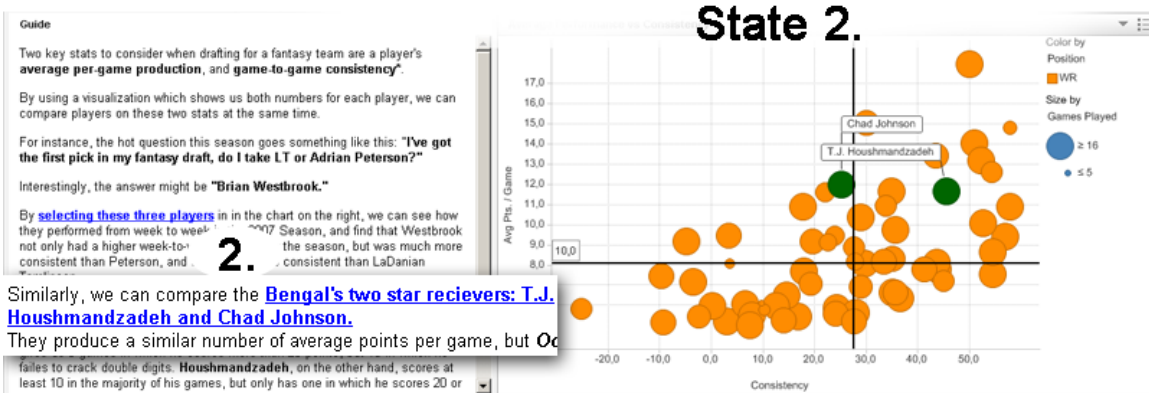 Guide
Two key stats to consider when drafting for a fantasy team are a player's
average per-game production, and game-to-game consistency*.
By using a visualization which shows us both numbers for each player, we can
compare players on these two stats at the same time.
For instance, the hot question this season goes something like this: "I've got
the first pick in my fantasy draft, do I take LT or Adrian Peterson?"
Interestingly, the answer might be "Brian Westbrook."
By selecting these three players in in the chart on the right, we can see how
they performed from week to week 2007 Season, and find that Westbrook
not only had a higher week-to- the season, but was much more
consistent than Peterson, and consistent than LaDanian
2.
Similarly, we can compare the Bengal's two star recievers: T.J.
Houshmandzadeh and Chad Johnson.
They produce a similar number of average points per game, but
failes to crack double digits. Houshmandzadeh, on the other hand, scores at
least 10 in the majority of his games, but only has one in which he scores 20 or
State 2.
Color by
Position
WR
Size by
Games Played
≥ 16
≤ 5
Avg Pts. / Game
17,0
16,0
15,0
14,0
13,0
12,0
11,0
10,0
9,0
8,0
10,0
Chad Johnson
T.J. Houshmandzadeh
-20,0 -10,0 0,0 10,0 20,0 30,0 40,0 50,0
Consistency